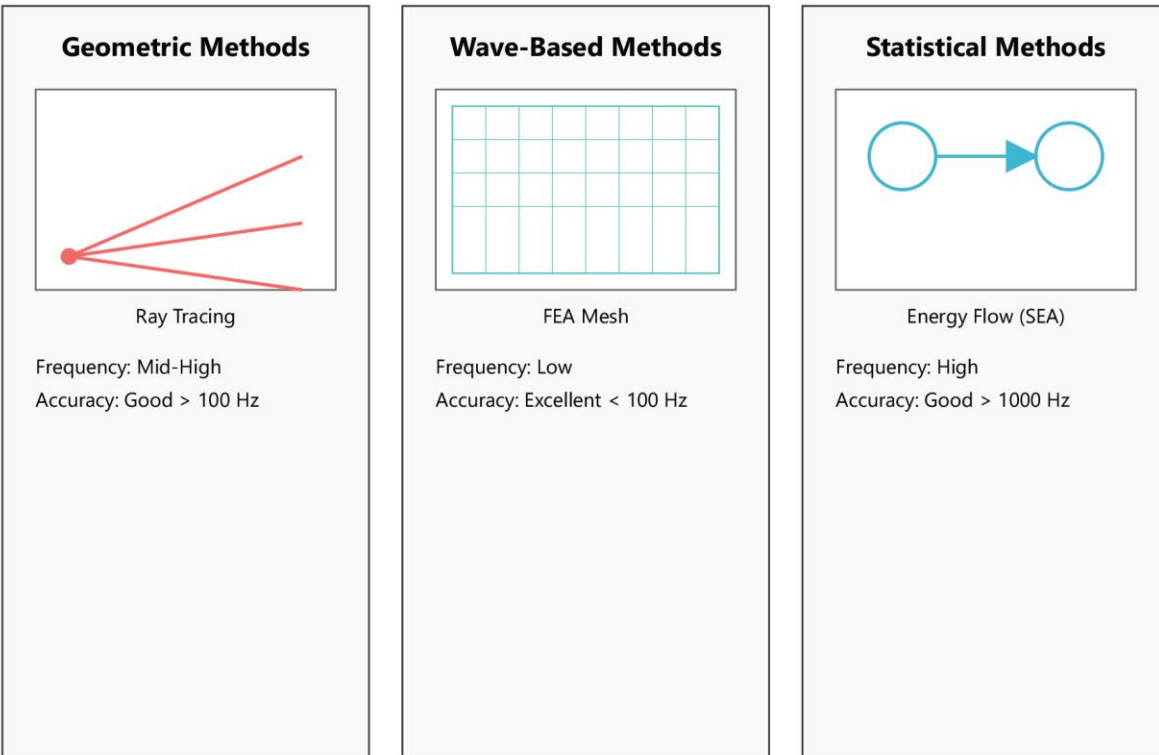 Geometric Methods
Ray Tracing
Frequency: Mid-High
Accuracy: Good > 100 Hz
Wave-Based Methods
FEA Mesh
Frequency: Low
Accuracy: Excellent < 100 Hz
Statistical Methods
Energy Flow (SEA)
Frequency: High
Accuracy: Good > 1000 Hz